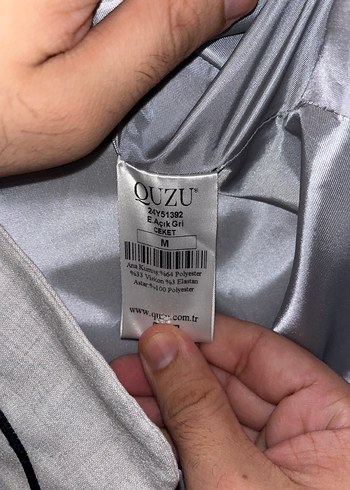 QUZU®
24Y51392
E.Açık Gri
CEKET
M
Ana Kumaş %64 Polyester
%33 Viskon %3 Elastan
Astar %100 Polyester
www.quzu.com.tr